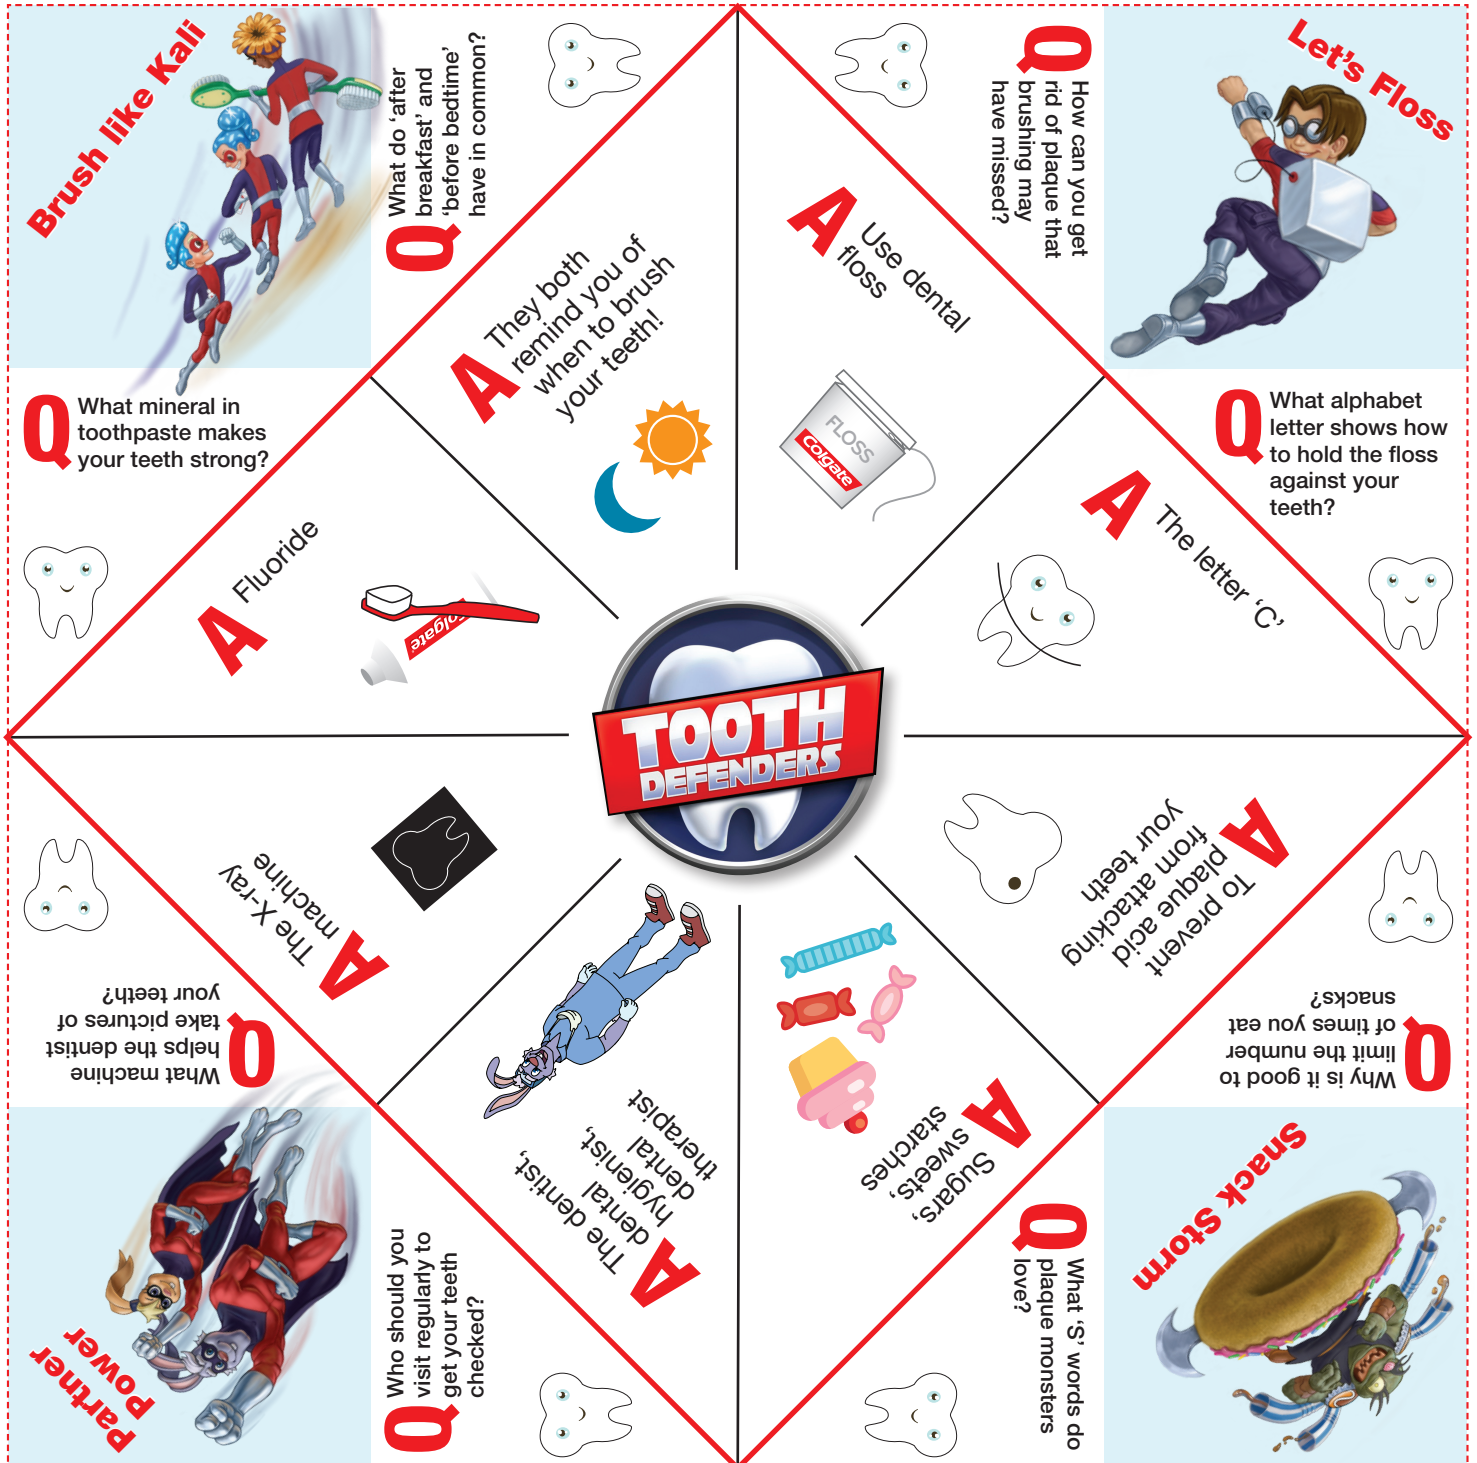 Brush like Kali
Q
What do ‘after
breakfast’ and
‘before bedtime’
have in common?
A
They both
remind you of
when to brush
your teeth!
Q
What mineral in
toothpaste makes
your teeth strong?
A
Fluoride
Colgate
Let’s Floss
Q
How can you get
rid of plaque that
brushing may
have missed?
A
Use dental
floss
FLOSS
Colgate
Q
What alphabet
letter shows how
to hold the floss
against your
teeth?
A
The letter ‘C’
TOOTH
DEFENDERS
Snack Storm
Q
Why is it good to
limit the number
of times you eat
snacks?
A
To prevent
plaque acid
from attacking
your teeth
Q
What ‘S’ words do
plaque monsters
love?
A
Sugars,
sweets,
starches
Partner
Power
Q
Who should you
visit regularly to
get your teeth
checked?
A
The dentist,
dental
hygienist,
dental
therapist
Q
What machine
helps the dentist
take pictures of
your teeth?
A
The X-ray
machine